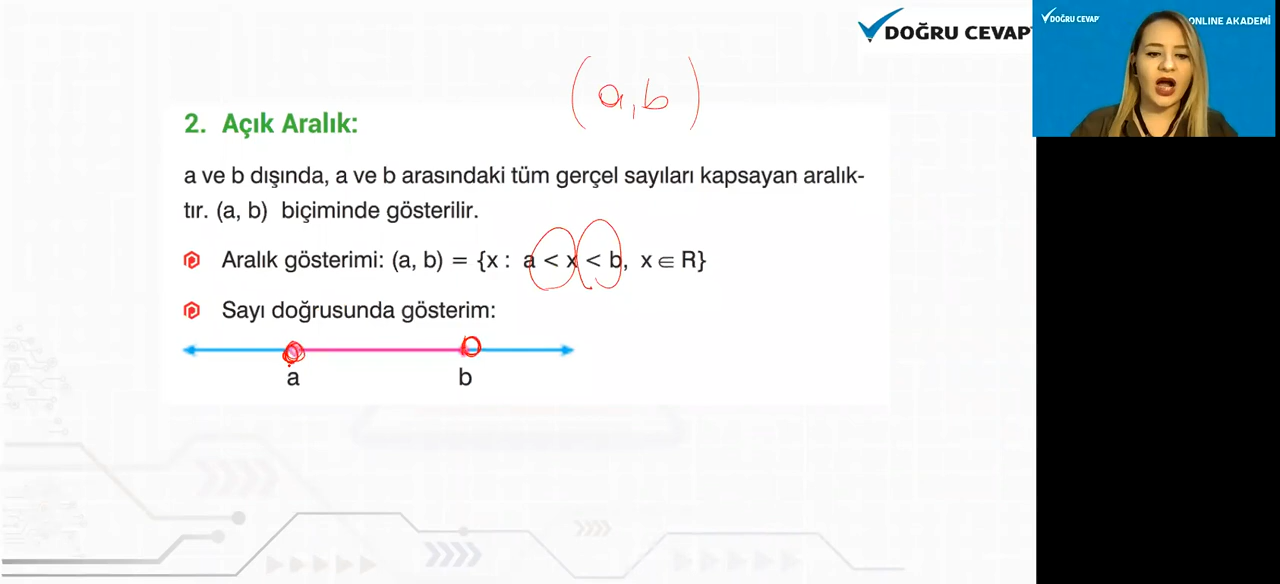 DOĞRU CEVAP
DOĞRU CEVAP
ONLINE AKADEMİ
(a, b)
2. Açık Aralık:
a ve b dışında, a ve b arasındaki tüm gerçel sayıları kapsayan aralık-
tır. (a, b) biçiminde gösterilir.
Aralık gösterimi: (a, b) = {x : a < x < b, x ∈ R}
Sayı doğrusunda gösterim:
a b